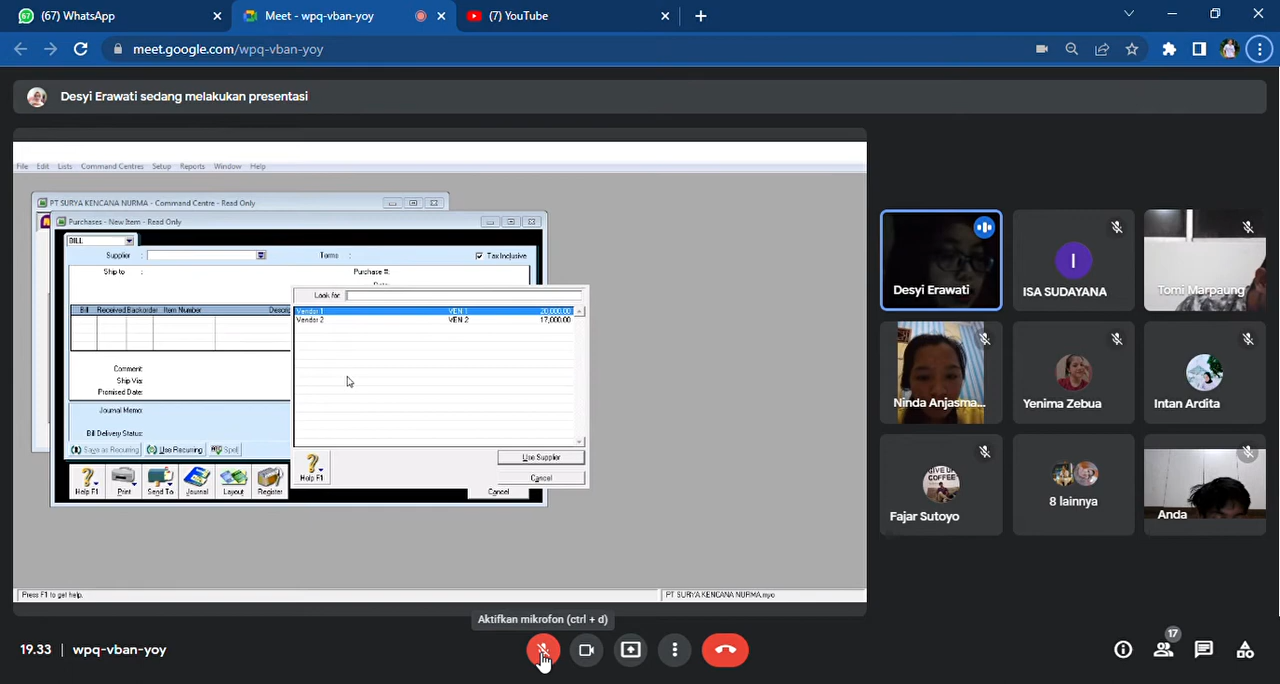 (67) WhatsApp
Meet - wpq-vban-yoy
(7) YouTube
meet.google.com/wpq-vban-yoy
Desyi Erawati sedang melakukan presentasi
File Edit Lists Command Centres Setup Reports Window Help
PT SURYA KENCANA NURMA - Command Centre - Read Only
Purchases - New Item - Read Only
BILL
Supplier :
Terms :
Tax Inclusive
Ship to :
Purchase #:
Bill Received Backorder Item Number
Look for:
Vendor 1 VEN 1 20,000.00
Vendor 2 VEN 2 17,000.00
Comment:
Ship Via:
Promised Date:
Journal Memo:
Bill Delivery Status:
Save as Recurring Use Recurring Spell
Use Supplier
Help F1
Cancel
Help F1 Print Send To Journal Layout Register
Cancel
Press F1 to get help.
PT SURYA KENCANA NURMA.myo
Desyi Erawati
ISA SUDAYANA
I
Tomi Marpaung
Ninda Anjasma...
Yenima Zebua
Intan Ardita
GIVE UP
COFFEE
Fajar Sutoyo
8 lainnya
Anda
Aktifkan mikrofon (ctrl + d)
19.33 | wpq-vban-yoy
17